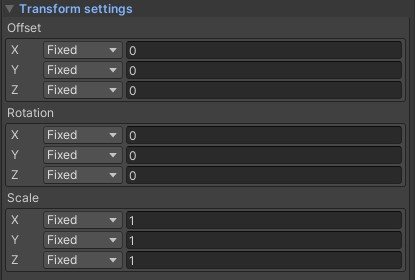 Transform settings
Offset
X Fixed 0
Y Fixed 0
Z Fixed 0
Rotation
X Fixed 0
Y Fixed 0
Z Fixed 0
Scale
X Fixed 1
Y Fixed 1
Z Fixed 1